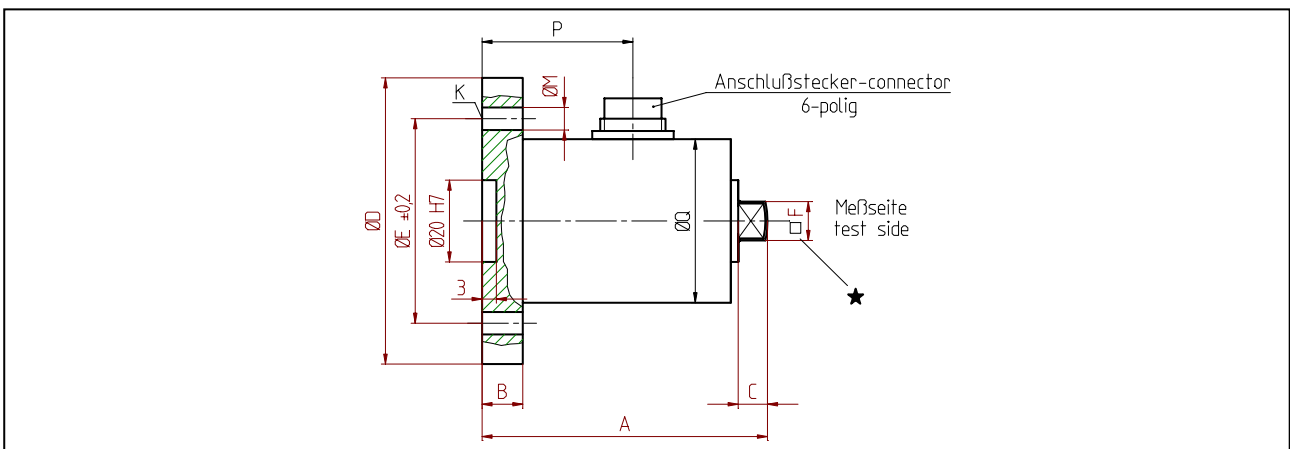 P
ØM
K
Anschlußstecker-connector
6-polig
ØD
ØE ±0,2
Ø20 H7
ØQ
□F
Meßseite
test side
3
B
C
A